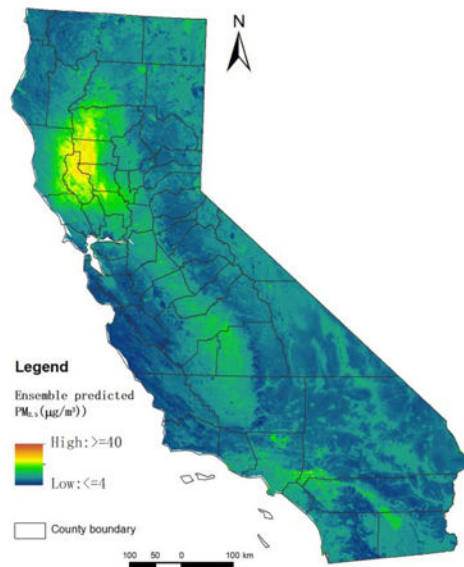 N
Legend
Ensemble predicted
PM₂.₅(μg/m³))
High:>=40
Low:<=4
County boundary
100 50 0 100 km